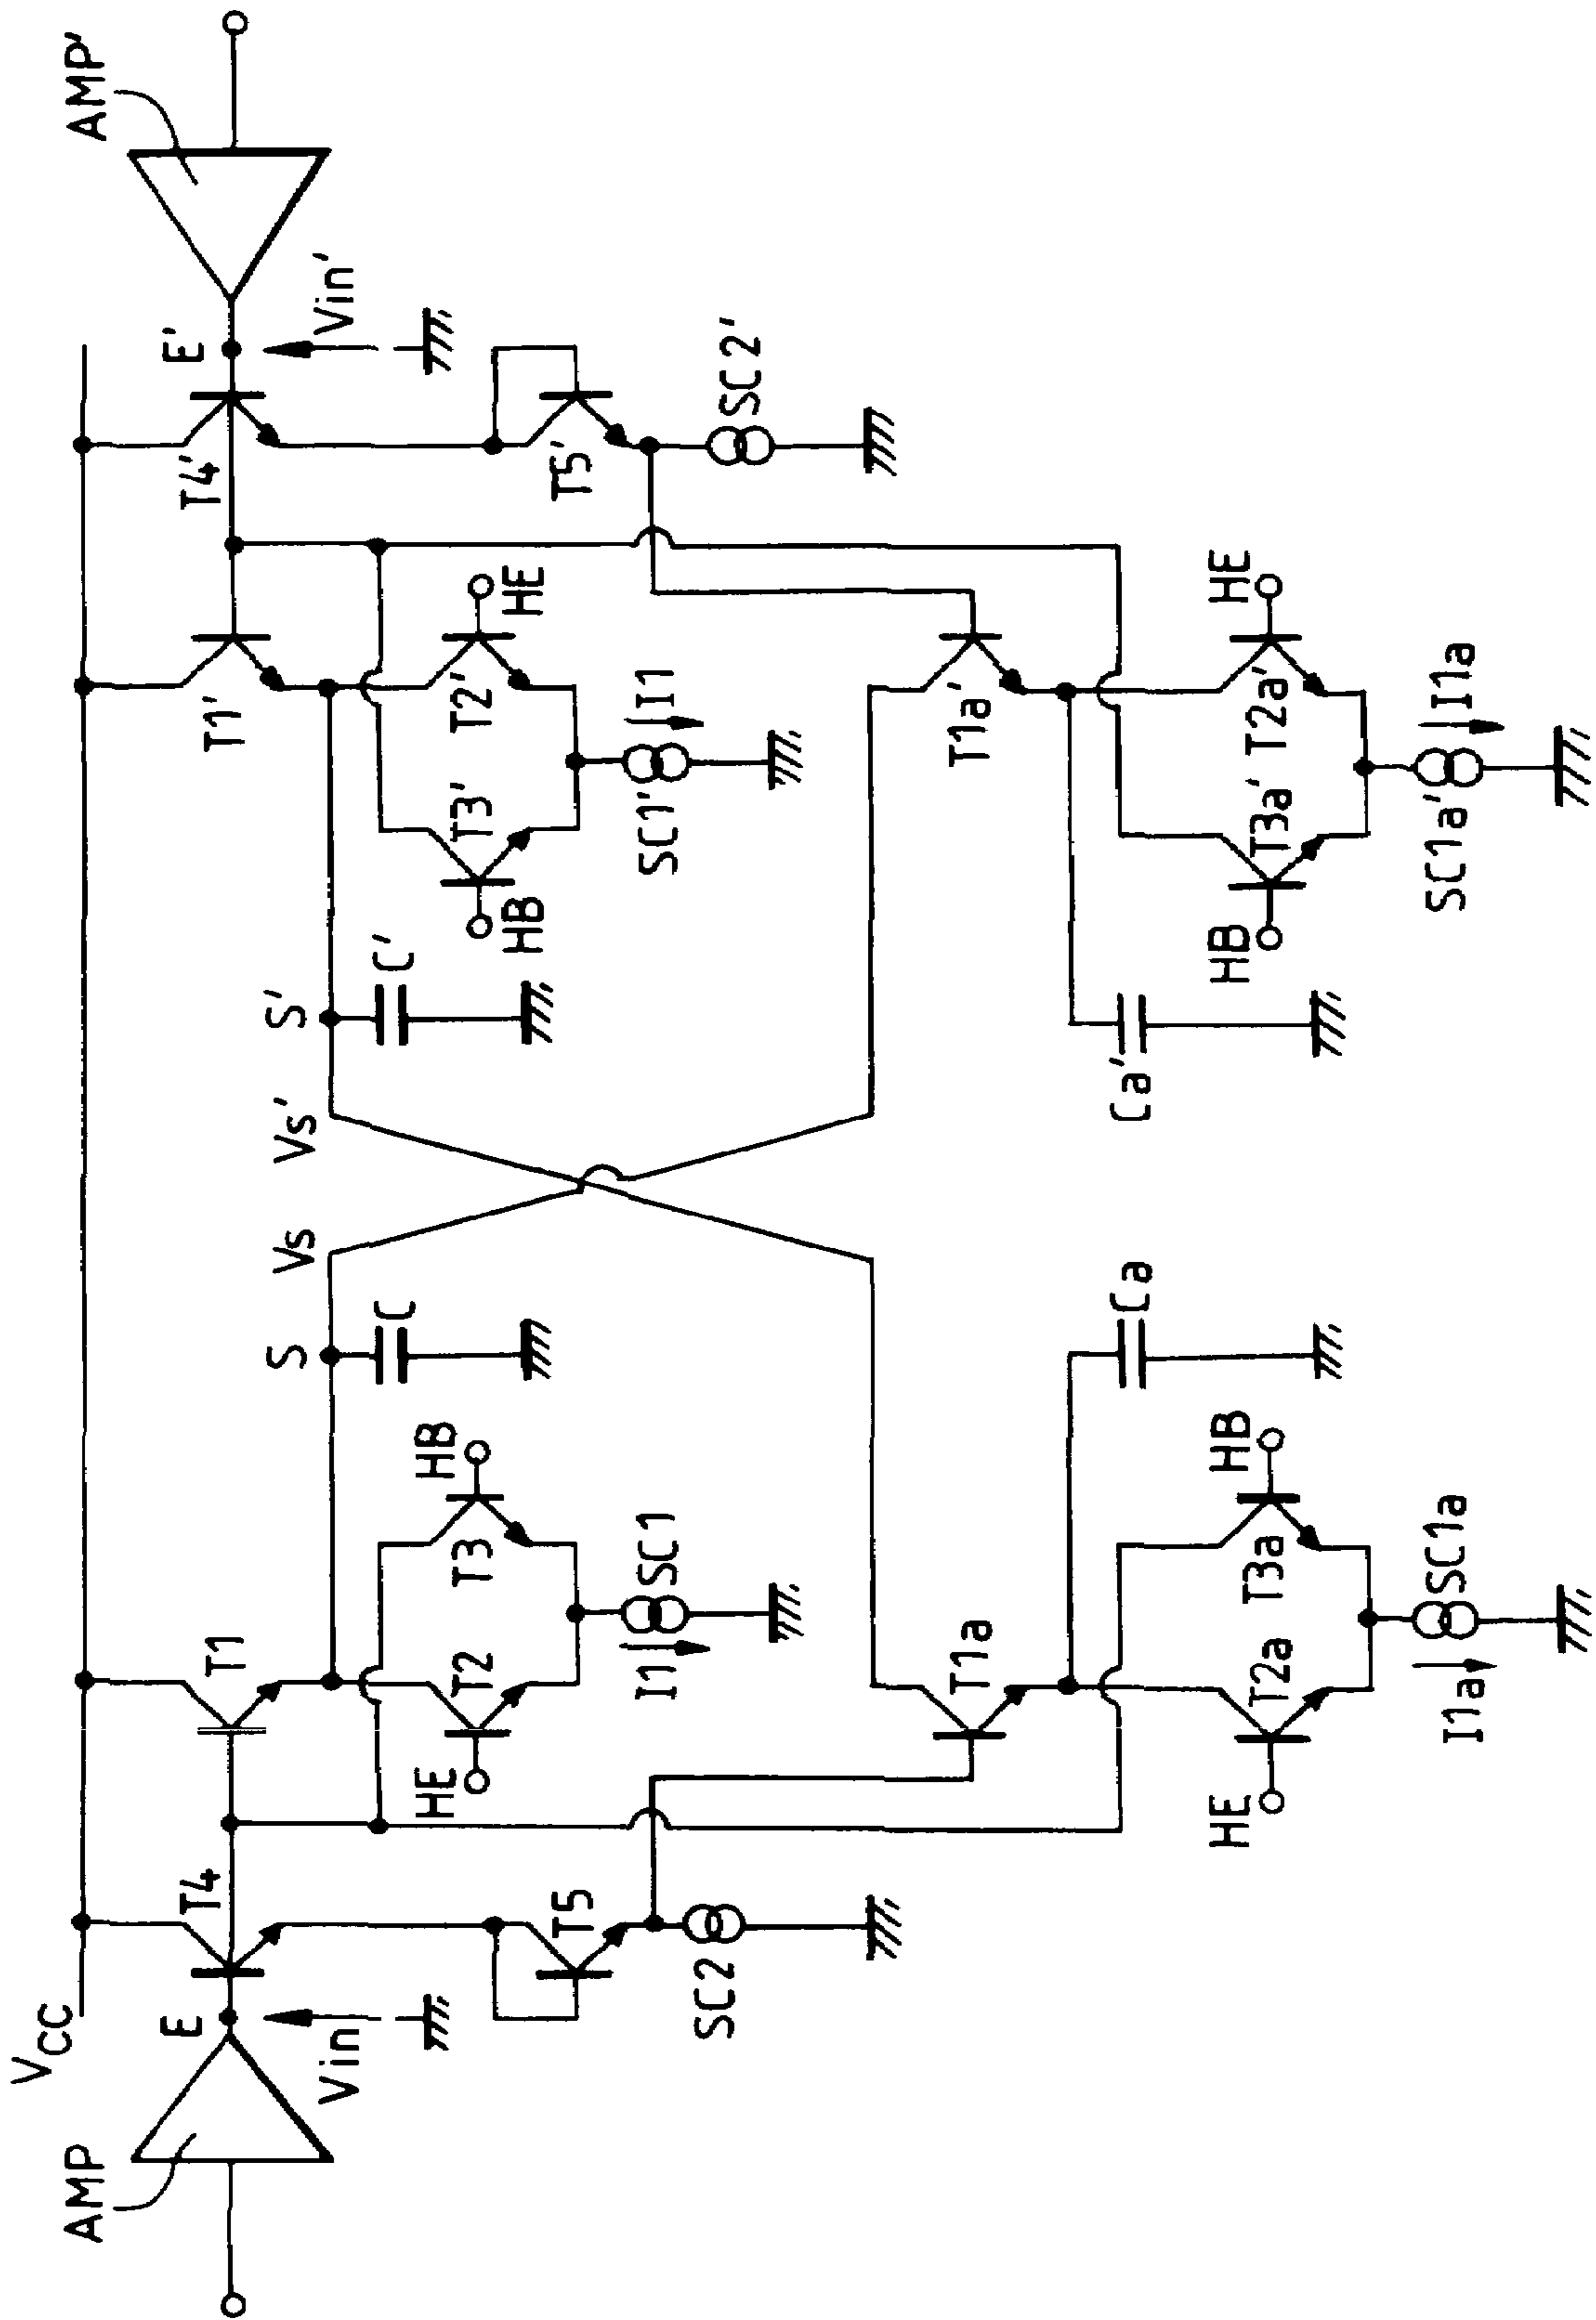 AMP
AMP'
VCC
E
T4
T1
T1'
T4'
E'
Vin
Vin'
S
Vs
Vs'
S'
C
C'
HE
T2
T3
HB
HB
T3'
T2'
HE
T5
T5'
I1
SC1
SC1'
I1
SC2
SC2'
T1a
T1a'
Ca
Ca'
HE
T2a
T3a
HB
HB
T3a'
T2a'
HE
I1a
SC1a
SC1a'
I1a